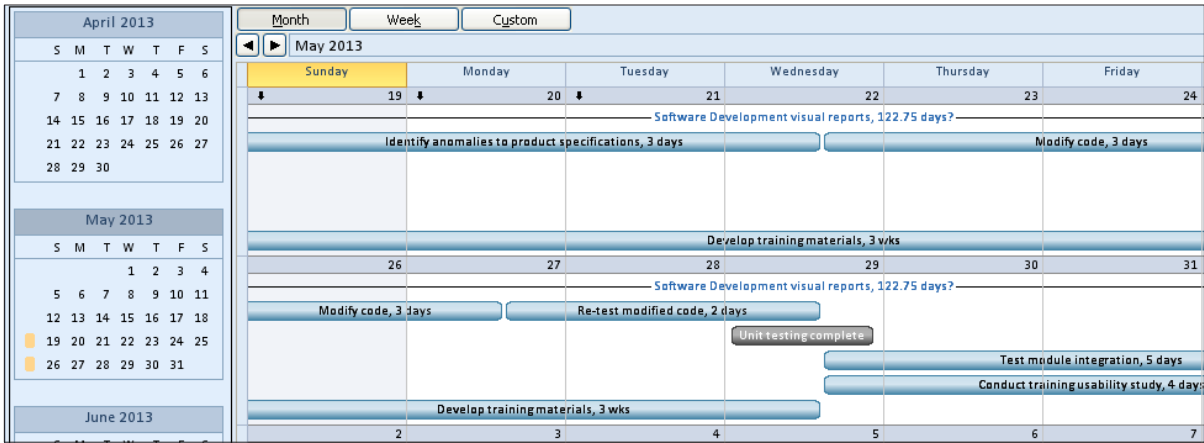 April 2013
S M T W T F S
1 2 3 4 5 6
7 8 9 10 11 12 13
14 15 16 17 18 19 20
21 22 23 24 25 26 27
28 29 30
May 2013
S M T W T F S
1 2 3 4
5 6 7 8 9 10 11
12 13 14 15 16 17 18
19 20 21 22 23 24 25
26 27 28 29 30 31
June 2013
Month Week Custom
May 2013
Sunday Monday Tuesday Wednesday Thursday Friday
19 20 21 22 23 24
Software Development visual reports, 122.75 days?
Identify anomalies to product specifications, 3 days Modify code, 3 days
Develop training materials, 3 wks
26 27 28 29 30 31
Software Development visual reports, 122.75 days?
Modify code, 3 days Re-test modified code, 2 days
Unit testing complete
Test module integration, 5 days
Conduct training usability study, 4 days
Develop training materials, 3 wks
2 3 4 5 6 7